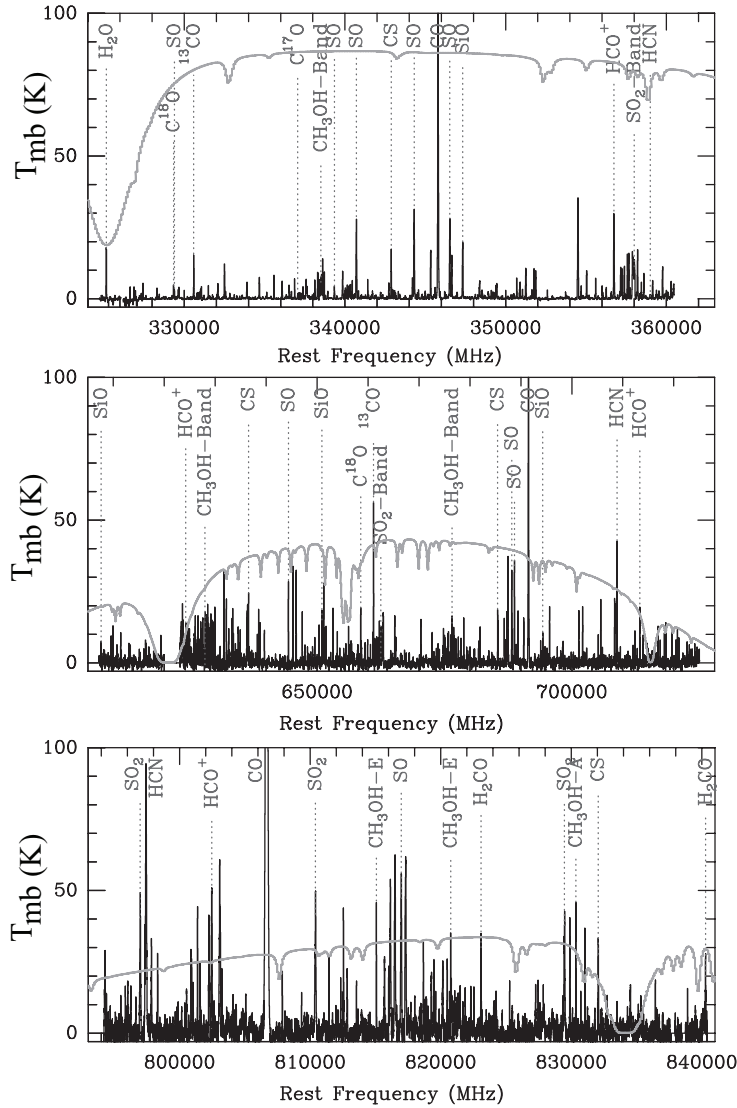 100
50
0
T_mb (K)
H₂O
SO
¹³CO
C¹⁸O
C¹⁷O
CH₃OH−Band
SO
SO
CS
SO
CO
SO
SiO
HCO⁺
SO₂−Band
HCN
330000 340000 350000 360000
Rest Frequency (MHz)
100
50
0
T_mb (K)
SiO
HCO⁺
CH₃OH−Band
CS
SO
SiO
C¹⁸O
¹³CO
SO₂−Band
CH₃OH−Band
CS
SO
SO
CO
SiO
HCN
HCO⁺
650000 700000
Rest Frequency (MHz)
100
50
0
T_mb (K)
SO₂
HCN
HCO⁺
CO
SO₂
CH₃OH−E
SO
CH₃OH−E
H₂CO
SO₂
CH₃OH−A
CS
H₂CO
800000 810000 820000 830000 840000
Rest Frequency (MHz)